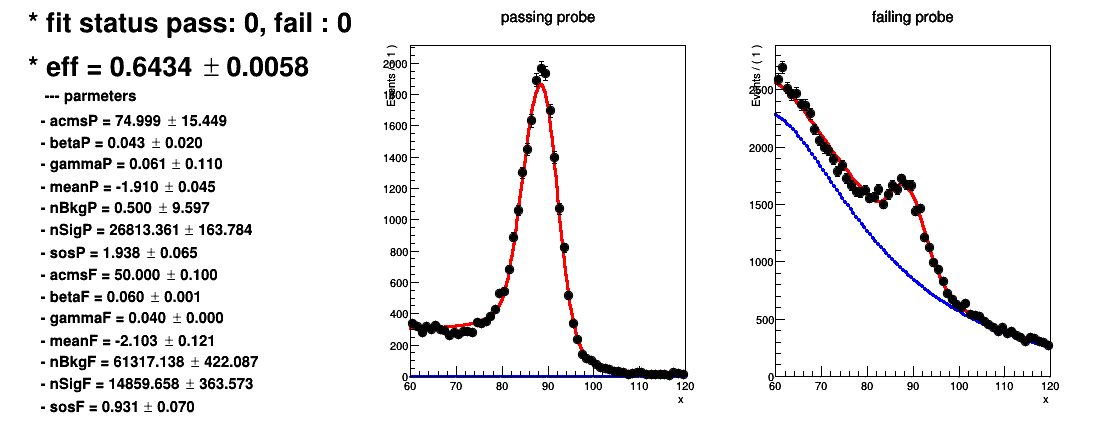 * fit status pass: 0, fail : 0
* eff = 0.6434 ± 0.0058
--- parmeters
- acmsP = 74.999 ± 15.449
- betaP = 0.043 ± 0.020
- gammaP = 0.061 ± 0.110
- meanP = -1.910 ± 0.045
- nBkgP = 0.500 ± 9.597
- nSigP = 26813.361 ± 163.784
- sosP = 1.938 ± 0.065
- acmsF = 50.000 ± 0.100
- betaF = 0.060 ± 0.001
- gammaF = 0.040 ± 0.000
- meanF = -2.103 ± 0.121
- nBkgF = 61317.138 ± 422.087
- nSigF = 14859.658 ± 363.573
- sosF = 0.931 ± 0.070
passing probe
Events / ( 1 )
2000
1800
1600
1400
1200
1000
800
600
400
200
0
60 70 80 90 100 110 120
x
failing probe
Events / ( 1 )
2500
2000
1500
1000
500
0
60 70 80 90 100 110 120
x